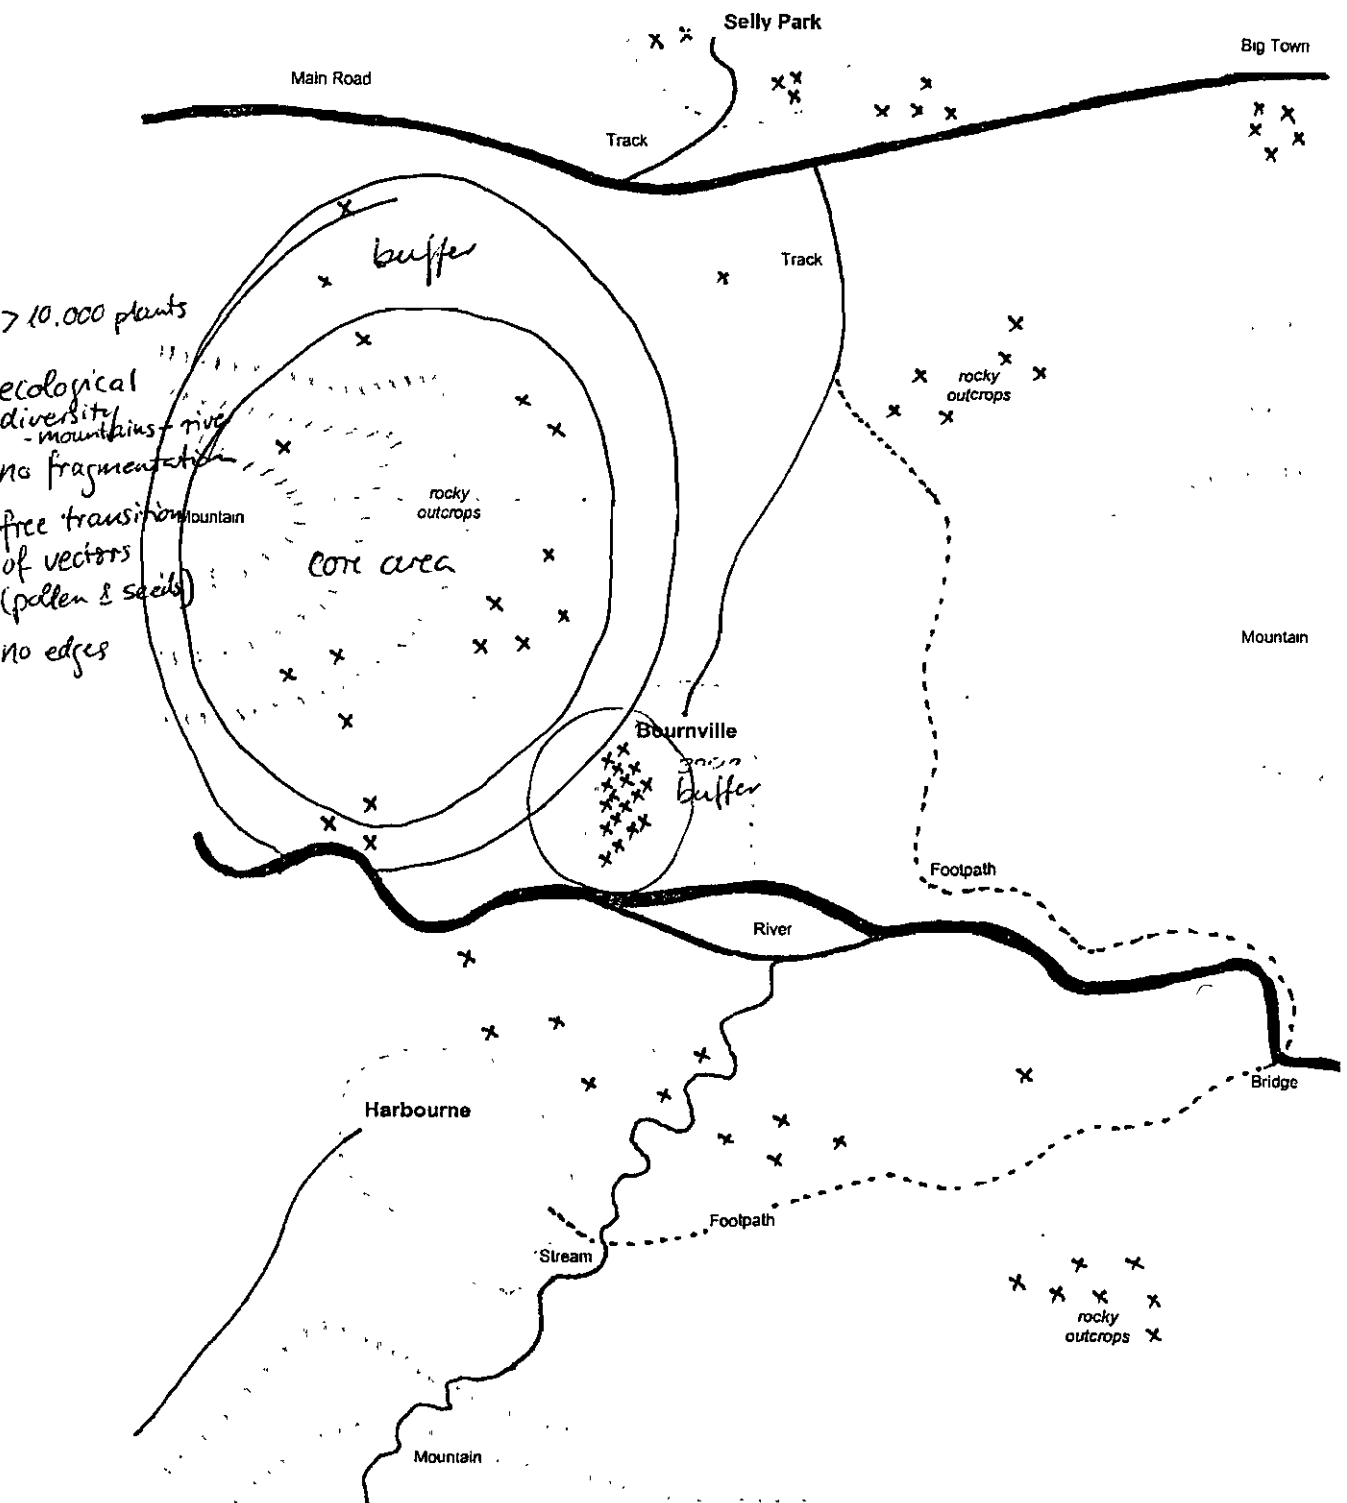 Selly Park
Big Town
Main Road
Track
buffer
Track
> 10.000 plants
ecological
diversity
- mountains - river
no fragmentation
free transition
of vectors
(pollen & seeds)
no edges
Mountain
rocky
outcrops
core area
rocky
outcrops
Mountain
Bournville
buffer
Footpath
River
Bridge
Harbourne
Footpath
Stream
rocky
outcrops
Mountain